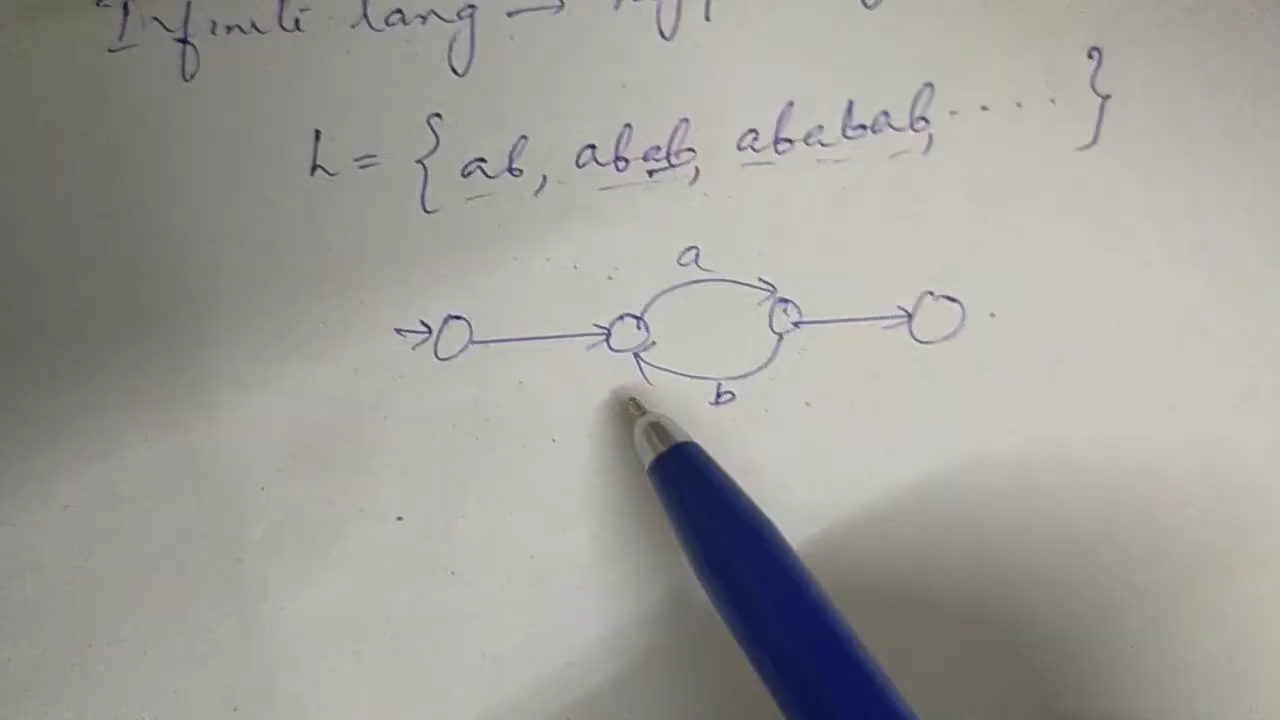 Infinite lang →
L = { ab, abab, ababab, ..... }
a
b